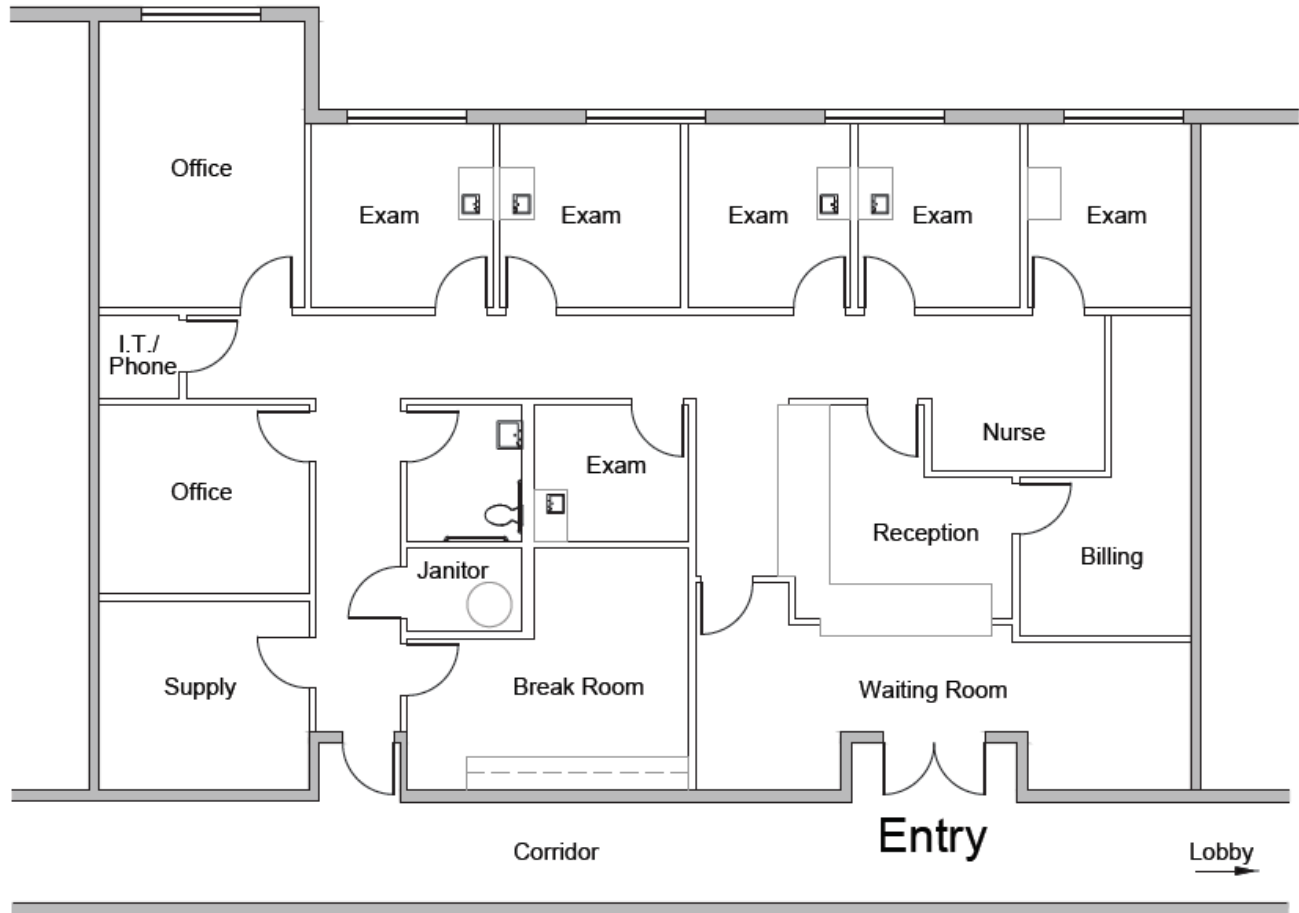 Office
Exam
Exam
Exam
Exam
Exam
I.T./
Phone
Nurse
Exam
Office
Reception
Billing
Janitor
Supply
Break Room
Waiting Room
Entry
Corridor
Lobby